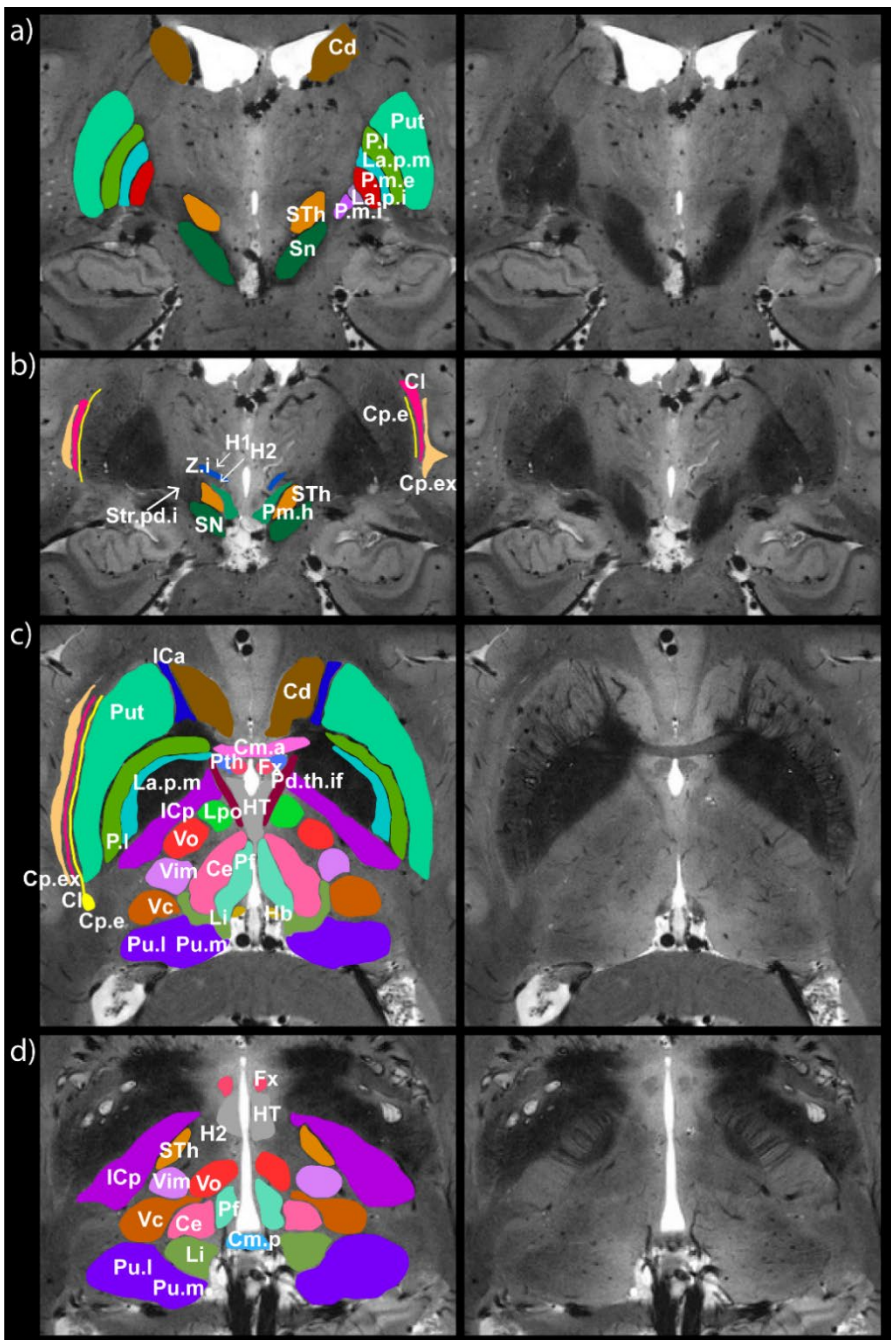 a)
Cd
Put
P.l
La.p.m
P.m.e
La.p.i
P.m.i
STh
Sn
b)
Cl
Cp.e
H1
H2
Z.i
Cp.ex
STh
Str.pd.i
Pm.h
SN
c)
ICa
Cd
Put
Cm.a
Pth
Fx
La.p.m
Pd.th.if
ICp
Lpo
HT
P.l
Vo
Ce
Pf
Vim
Cp.ex
Cl
Vc
Cp.e
Li
Hb
Pu.l
Pu.m
d)
Fx
HT
H2
STh
ICp
Vim
Vo
Vc
Pf
Ce
Cm.p
Li
Pu.l
Pu.m